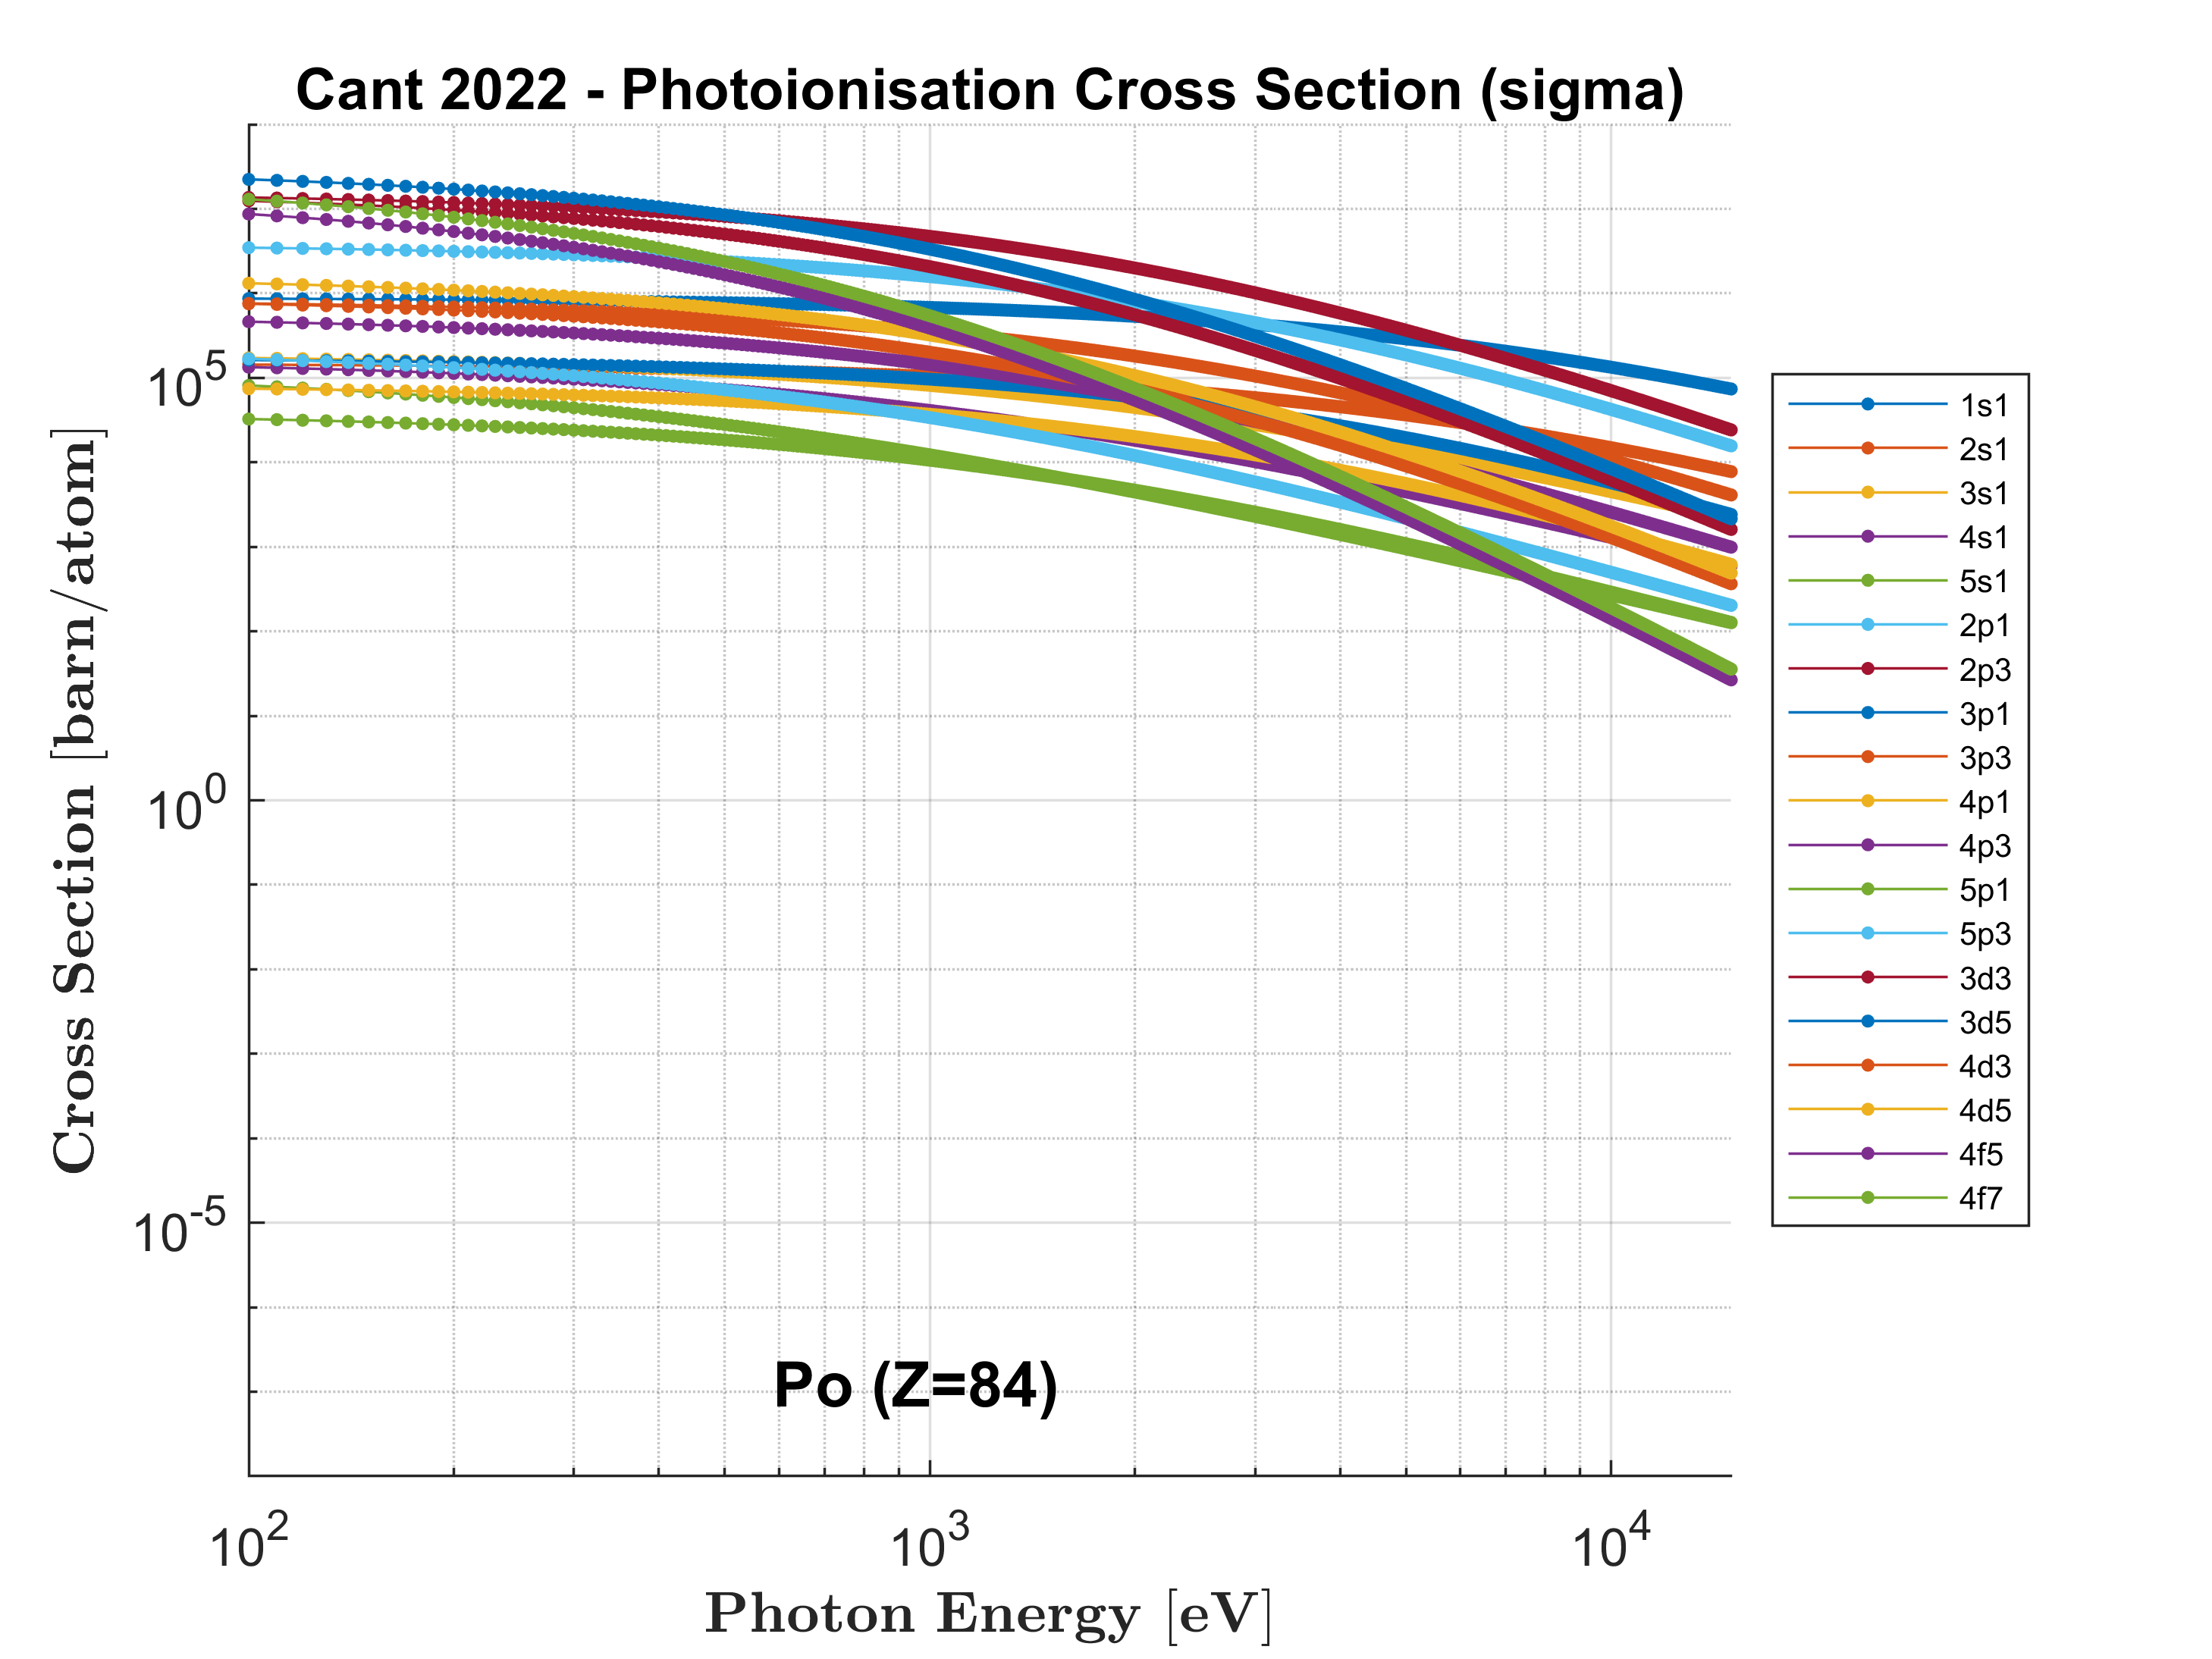 Cant 2022 - Photoionisation Cross Section (sigma)
Cross Section [barn/atom]
10^5
10^0
10^-5
Po (Z=84)
10^2
10^3
10^4
Photon Energy [eV]
1s1
2s1
3s1
4s1
5s1
2p1
2p3
3p1
3p3
4p1
4p3
5p1
5p3
3d3
3d5
4d3
4d5
4f5
4f7